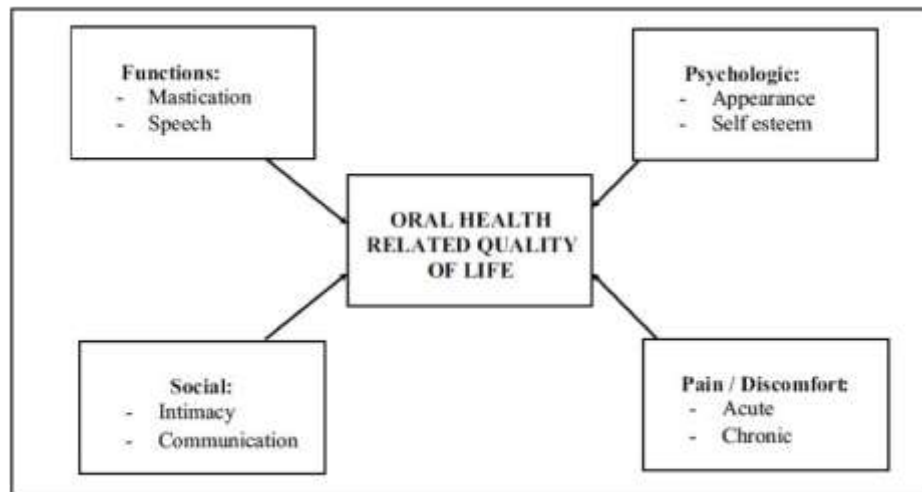 Functions:
- Mastication
- Speech
Psychologic:
- Appearance
- Self esteem
ORAL HEALTH
RELATED QUALITY
OF LIFE
Social:
- Intimacy
- Communication
Pain / Discomfort:
- Acute
- Chronic